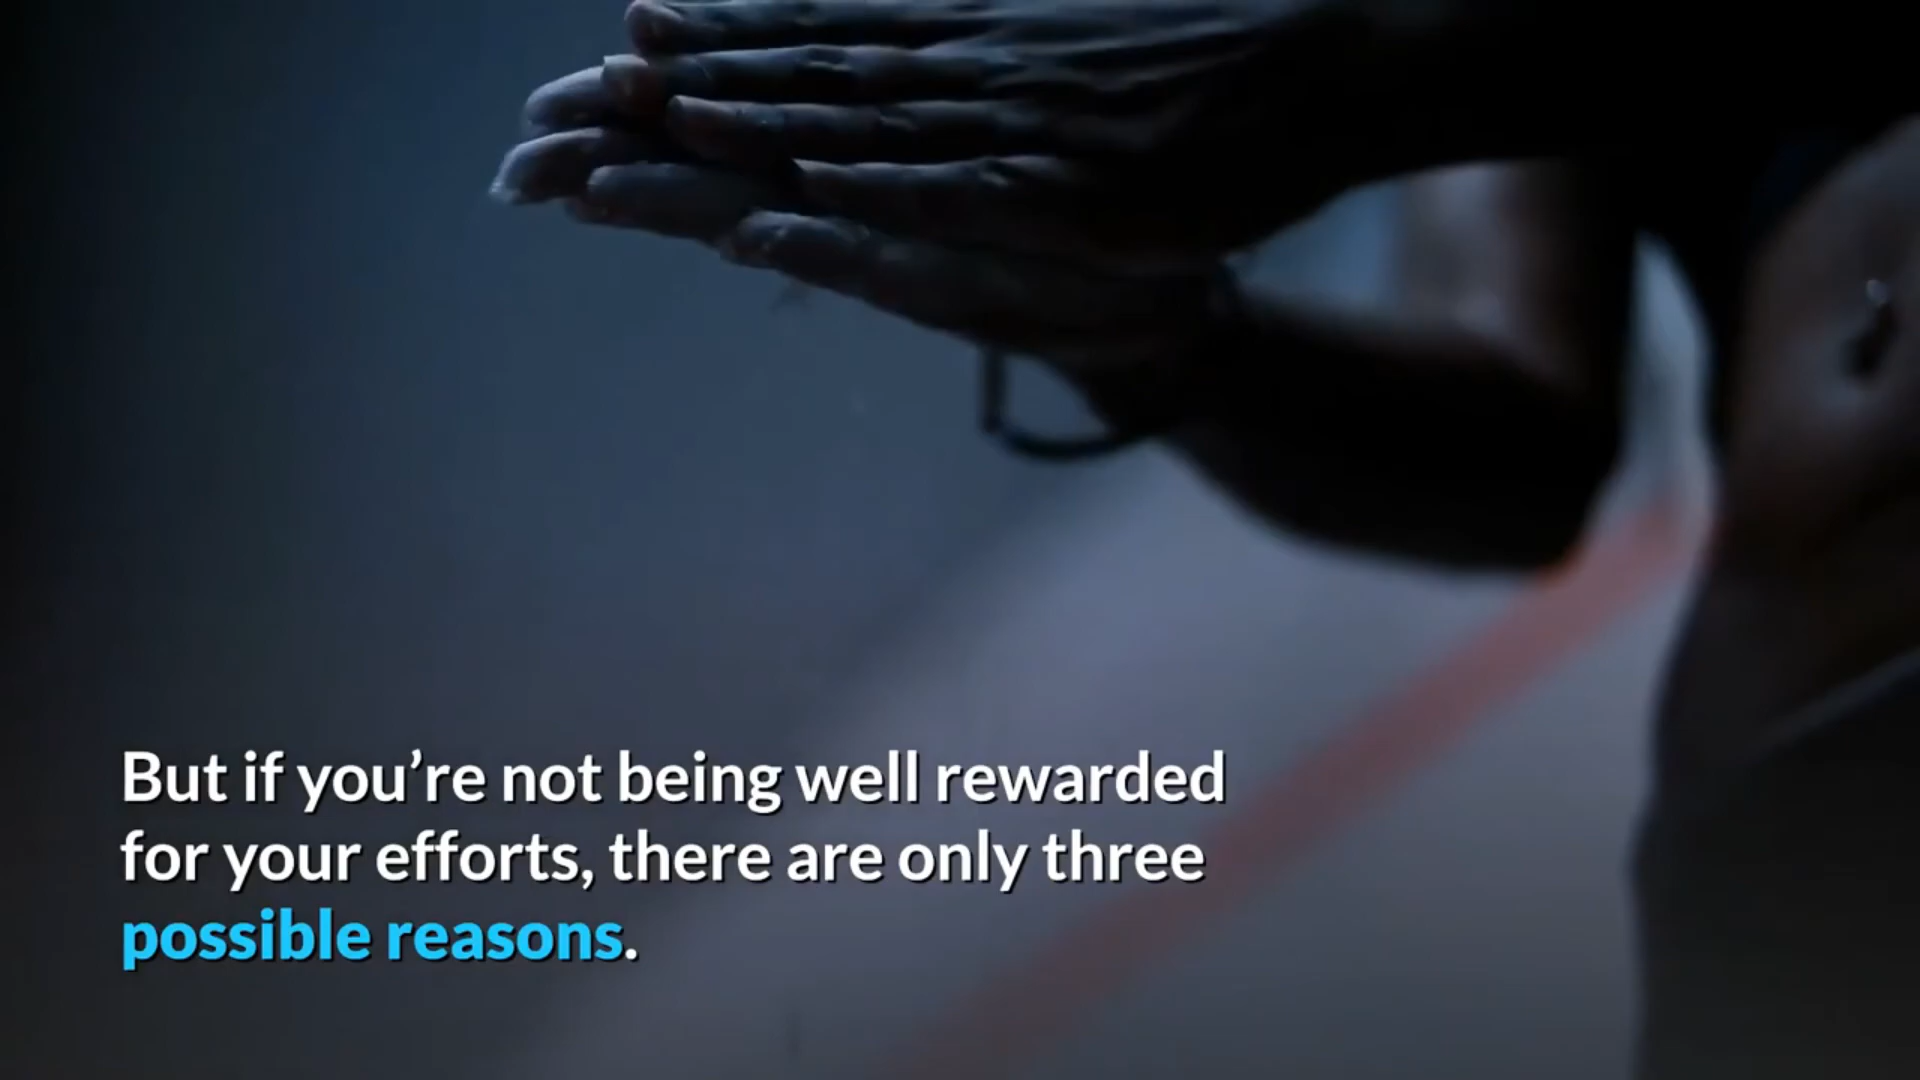 But if you’re not being well rewarded
for your efforts, there are only three
possible reasons.